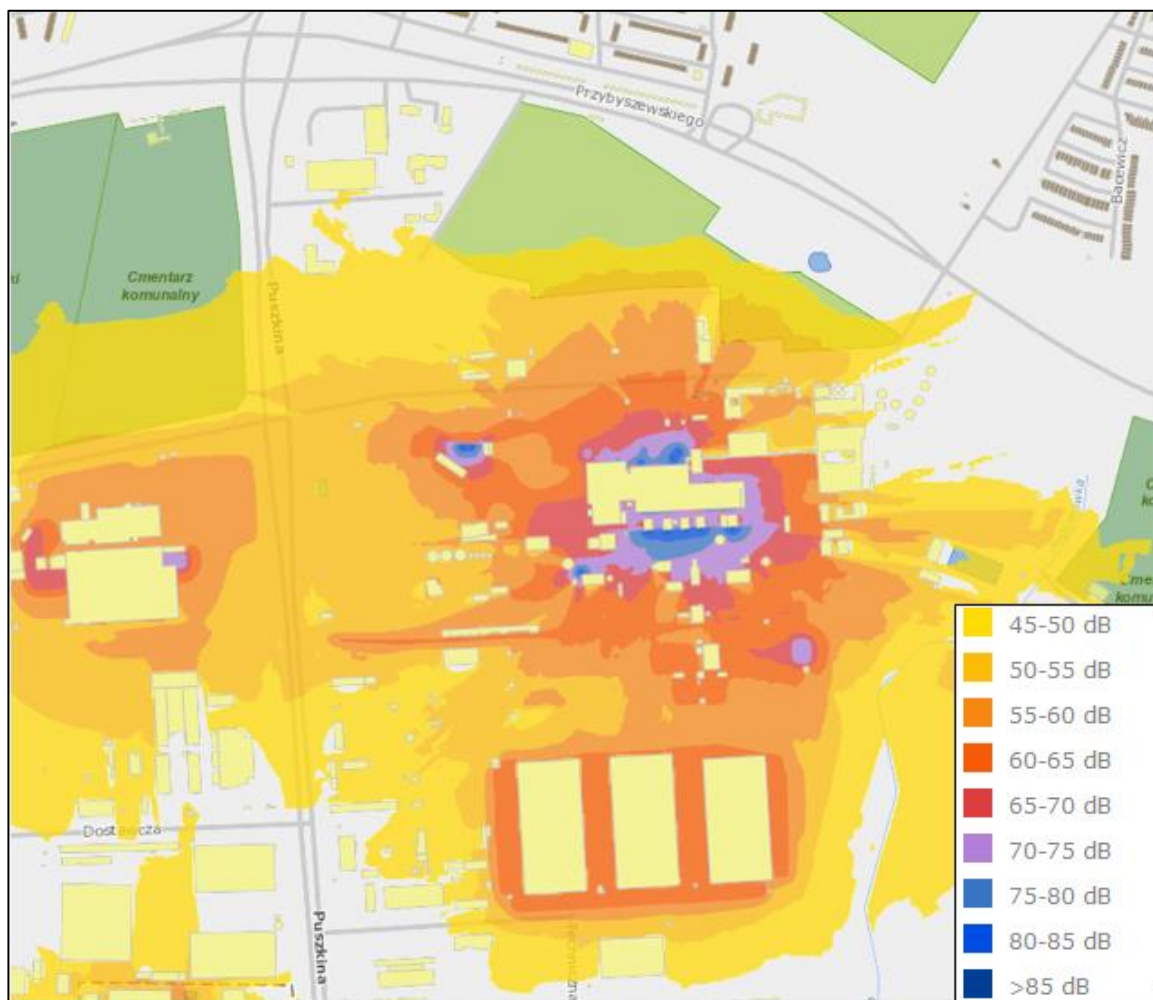 Przybyszewskiego
Bacewicz
Cmentarz
komunalny
Puszkina
45-50 dB
50-55 dB
55-60 dB
60-65 dB
65-70 dB
70-75 dB
75-80 dB
80-85 dB
>85 dB
Dostawcza
Puszkina